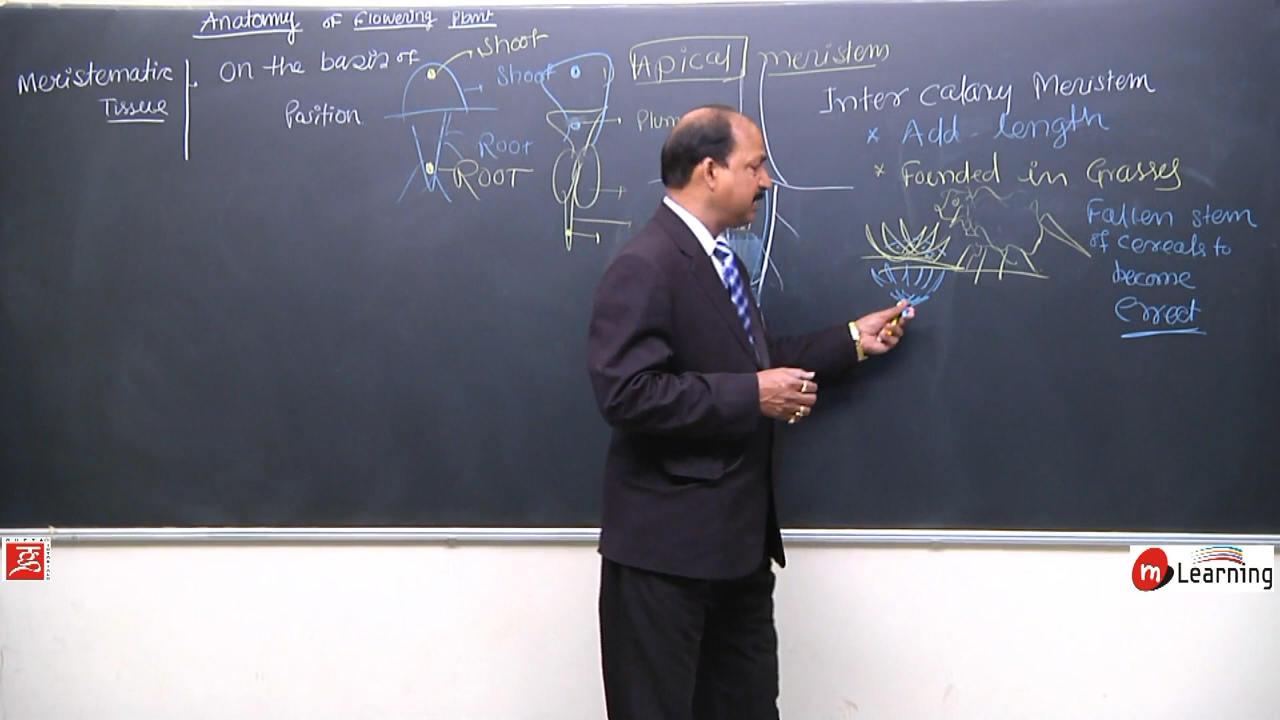 Anatomy of Flowering Plant
Meristematic
Tissue
On the basis of
Position
Shoot
Shoot
Root
ROOT
Apical meristem
Plum
Inter calary Meristem
* Add - length
* Founded in Grasses
Fallen stem
of cereals to
become
errect
m Learning